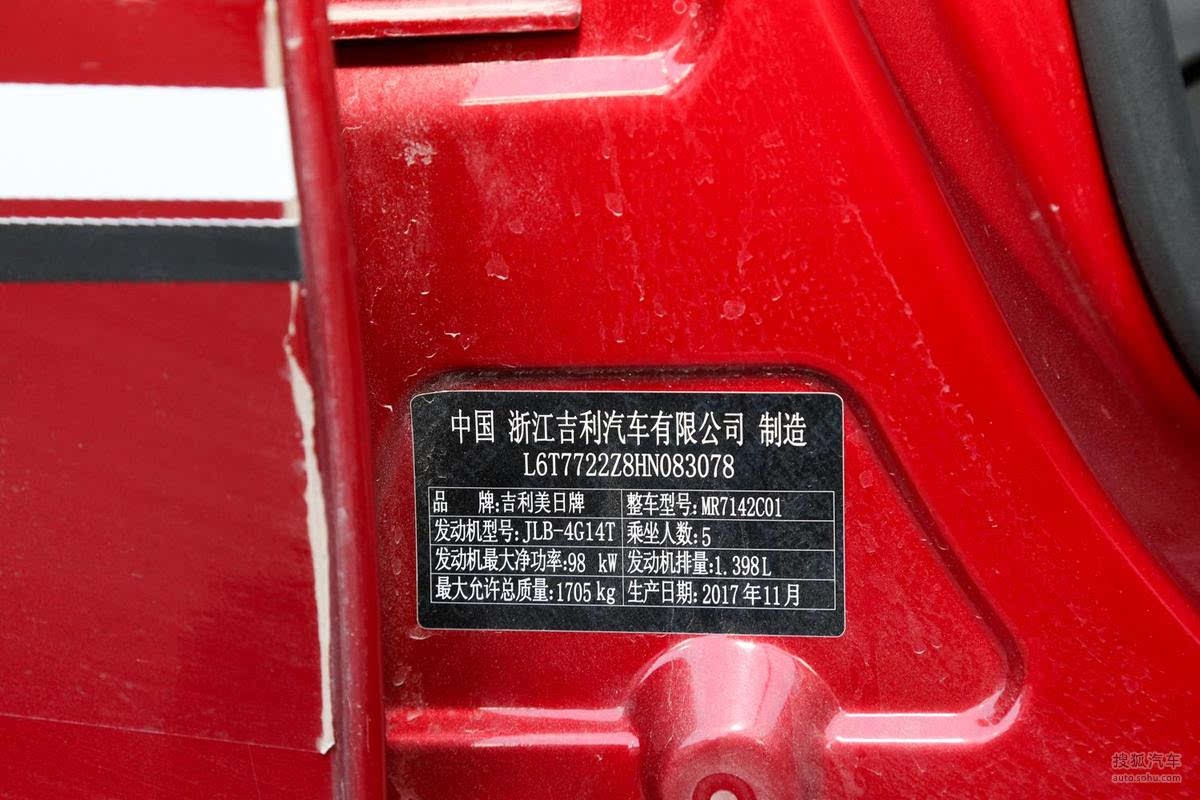 中国 浙江吉利汽车有限公司 制造
L6T7722Z8HN083078
品 牌:吉利美日牌 整车型号:MR7142C01
发动机型号:JLB-4G14T 乘坐人数:5
发动机最大净功率:98 kW 发动机排量:1.398L
最大允许总质量:1705kg 生产日期:2017年11月
搜狐汽车
auto.sohu.com